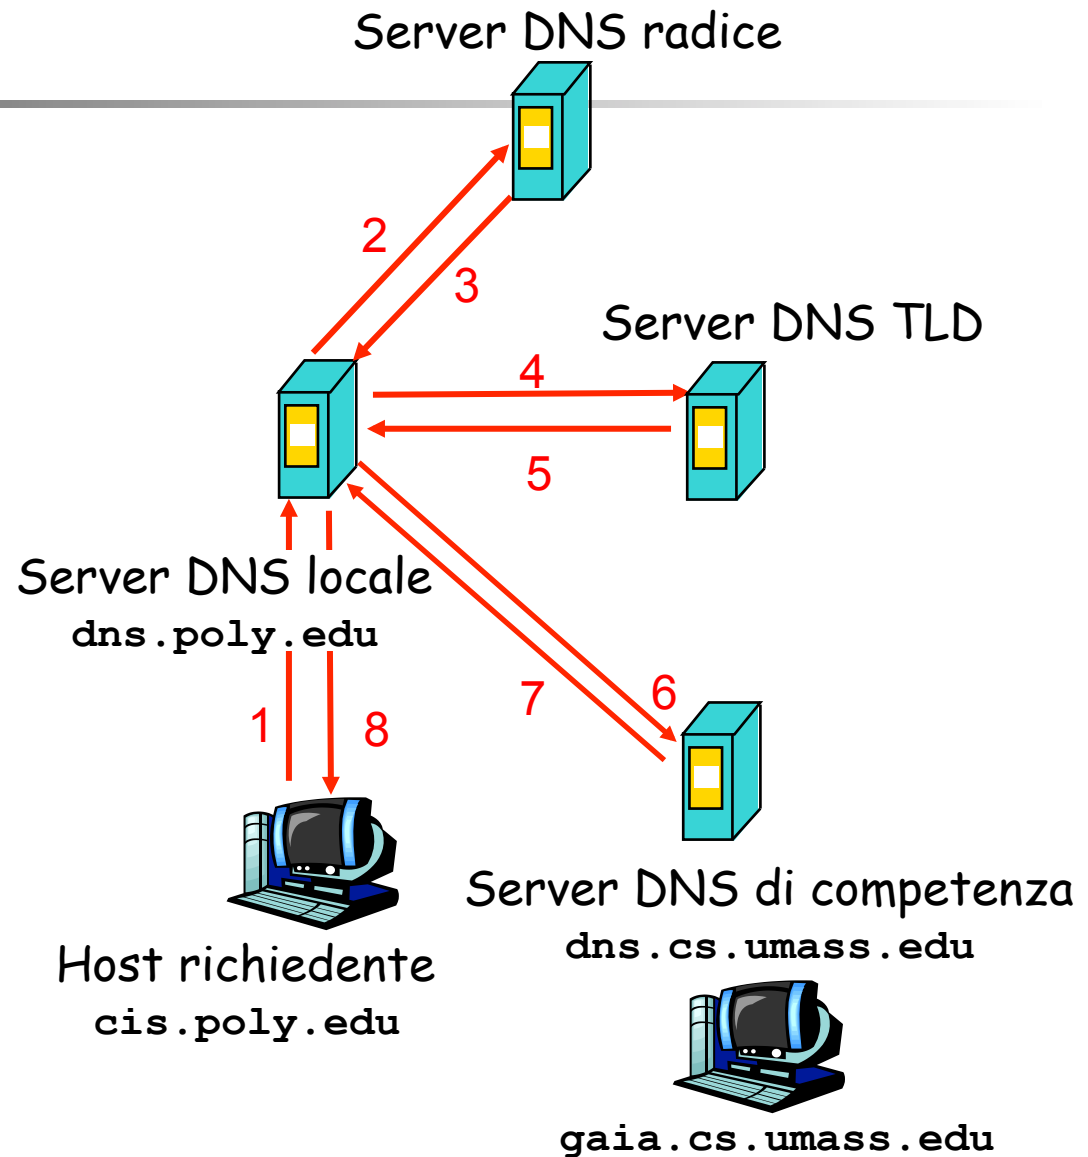 Server DNS radice
2
3
Server DNS TLD
4
5
Server DNS locale
dns.poly.edu
7
6
1
8
Server DNS di competenza
dns.cs.umass.edu
Host richiedente
cis.poly.edu
gaia.cs.umass.edu